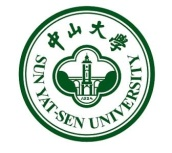 中山大學
SUN YAT-SEN UNIVERSITY